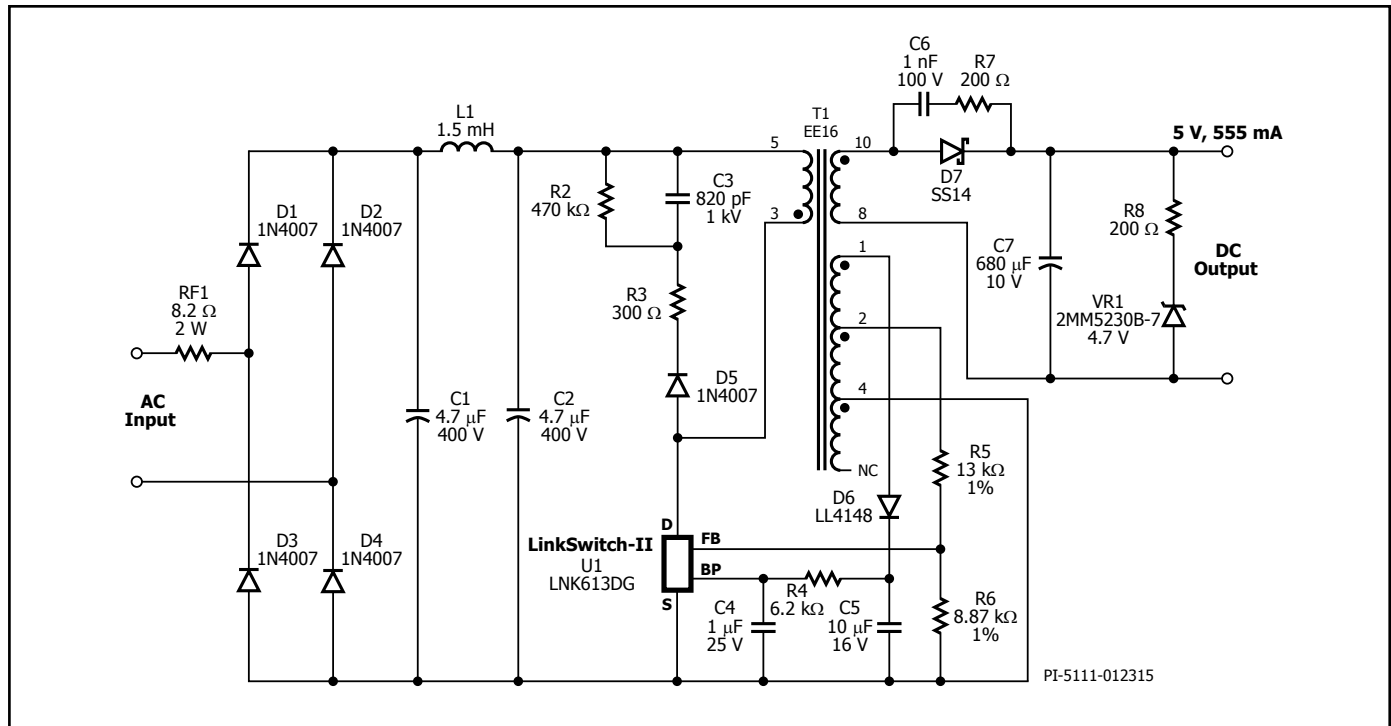 C6
1 nF
100 V
R7
200 Ω
L1
1.5 mH
T1
EE16
5 V, 555 mA
5
10
D7
SS14
R2
470 kΩ
C3
820 pF
1 kV
3
8
D1
1N4007
D2
1N4007
R8
200 Ω
DC
Output
C7
680 μF
10 V
1
R3
300 Ω
VR1
2MM5230B-7
4.7 V
RF1
8.2 Ω
2 W
2
D5
1N4007
AC
Input
C1
4.7 μF
400 V
C2
4.7 μF
400 V
4
NC
R5
13 kΩ
1%
D6
LL4148
D3
1N4007
D4
1N4007
D
LinkSwitch-II
U1
LNK613DG
FB
BP
S
R4
6.2 kΩ
C4
1 μF
25 V
C5
10 μF
16 V
R6
8.87 kΩ
1%
PI-5111-012315